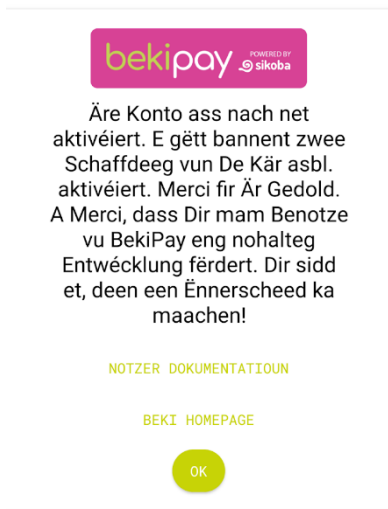 bekipay POWERED BY sikoba
Äre Konto ass nach net
aktivéiert. E gëtt bannent zwee
Schaffdeeg vun De Kär asbl.
aktivéiert. Merci fir Är Gedold.
A Merci, dass Dir mam Benotze
vu BekiPay eng nohalteg
Entwécklung fërdert. Dir sidd
et, deen een Ënnerscheed ka
maachen!
NOTZER DOKUMENTATIOUN
BEKI HOMEPAGE
OK